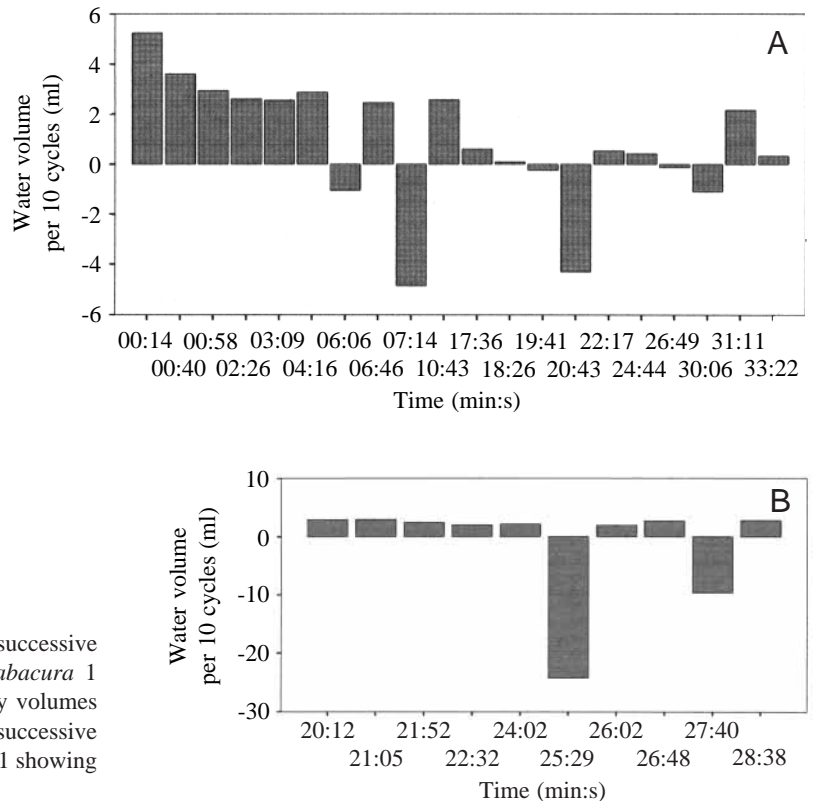 A
Water volume
per 10 cycles (ml)
6
4
2
0
-2
-4
-6
00:14 00:58 03:09 06:06 07:14 17:36 19:41 22:17 26:49 31:11
00:40 02:26 04:16 06:46 10:43 18:26 20:43 24:44 30:06 33:22
Time (min:s)
B
Water volume
per 10 cycles (ml)
10
0
-10
-20
-30
20:12 21:52 24:02 26:02 27:40
21:05 22:32 25:29 26:48 28:38
Time (min:s)
successive
abacura 1
y volumes
successive
1 showing